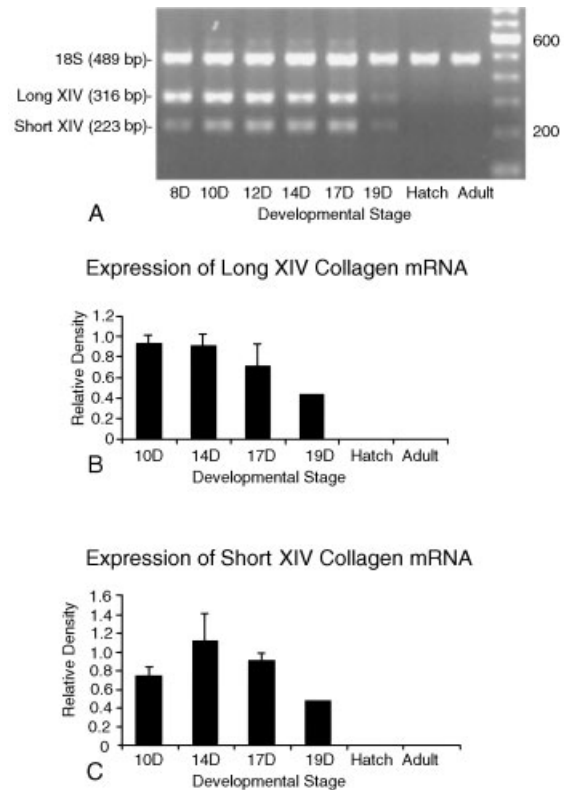 18S (489 bp)-
600
Long XIV (316 bp)-
Short XIV (223 bp)-
200
8D 10D 12D 14D 17D 19D Hatch Adult
A
Developmental Stage
Expression of Long XIV Collagen mRNA
Relative Density
1.2
1.0
0.8
0.6
0.4
0.2
0
10D 14D 17D 19D Hatch Adult
B
Developmental Stage
Expression of Short XIV Collagen mRNA
Relative Density
1.6
1.4
1.2
1.0
0.8
0.6
0.4
0.2
0
10D 14D 17D 19D Hatch Adult
C
Developmental Stage